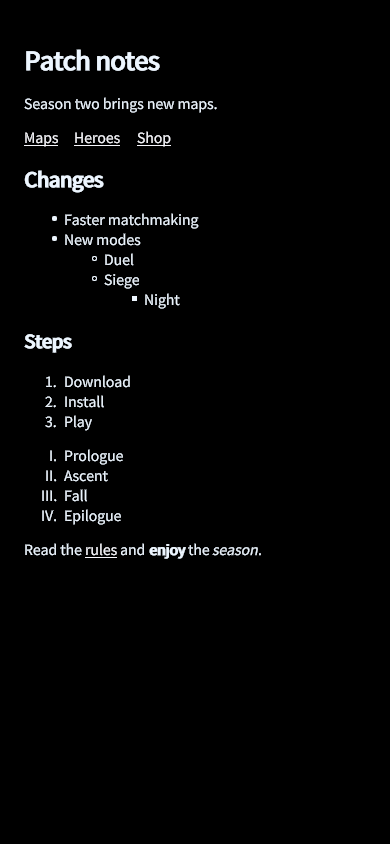 Patch notes
Season two brings new maps.
Maps Heroes Shop
Changes
• Faster matchmaking
• New modes
◦ Duel
◦ Siege
▪ Night
Steps
1. Download
2. Install
3. Play
I. Prologue
II. Ascent
III. Fall
IV. Epilogue
Read the rules and enjoy the season.